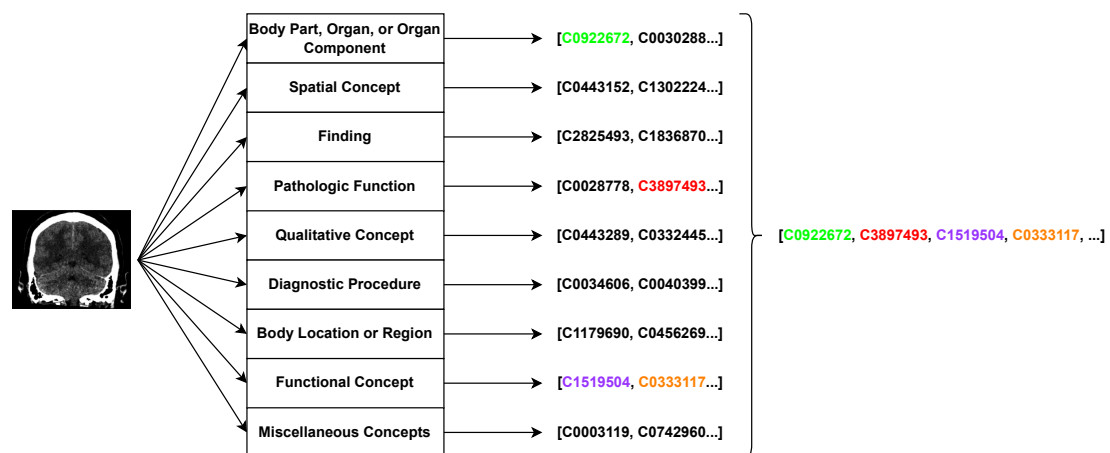 Body Part, Organ, or Organ
Component
[C0922672, C0030288...]
Spatial Concept
[C0443152, C1302224...]
Finding
[C2825493, C1836870...]
Pathologic Function
[C0028778, C3897493...]
Qualitative Concept
[C0443289, C0332445...]
[C0922672, C3897493, C1519504, C0333117, ...]
Diagnostic Procedure
[C0034606, C0040399...]
Body Location or Region
[C1179690, C0456269...]
Functional Concept
[C1519504, C0333117...]
Miscellaneous Concepts
[C0003119, C0742960...]